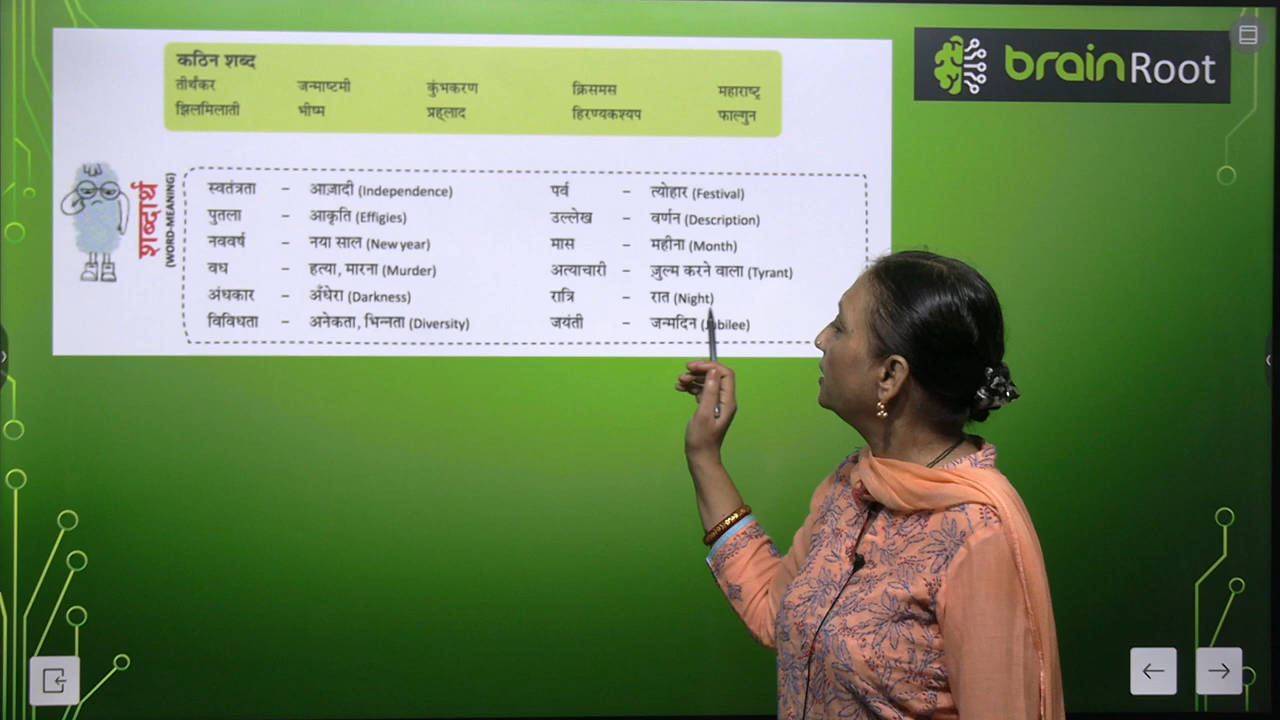 कठिन शब्द
तीर्थंकर जन्माष्टमी कुंभकरण क्रिसमस महाराष्ट्र
झिलमिलाती भीष्म प्रह्लाद हिरण्यकश्यप फाल्गुन
brainRoot
शब्दार्थ
(WORD-MEANING)
स्वतंत्रता – आज़ादी (Independence) पर्व – त्योहार (Festival)
पुतला – आकृति (Effigies) उल्लेख – वर्णन (Description)
नववर्ष – नया साल (New year) मास – महीना (Month)
वध – हत्या, मारना (Murder) अत्याचारी – ज़ुल्म करने वाला (Tyrant)
अंधकार – अँधेरा (Darkness) रात्रि – रात (Night)
विविधता – अनेकता, भिन्नता (Diversity) जयंती – जन्मदिन (Jubilee)